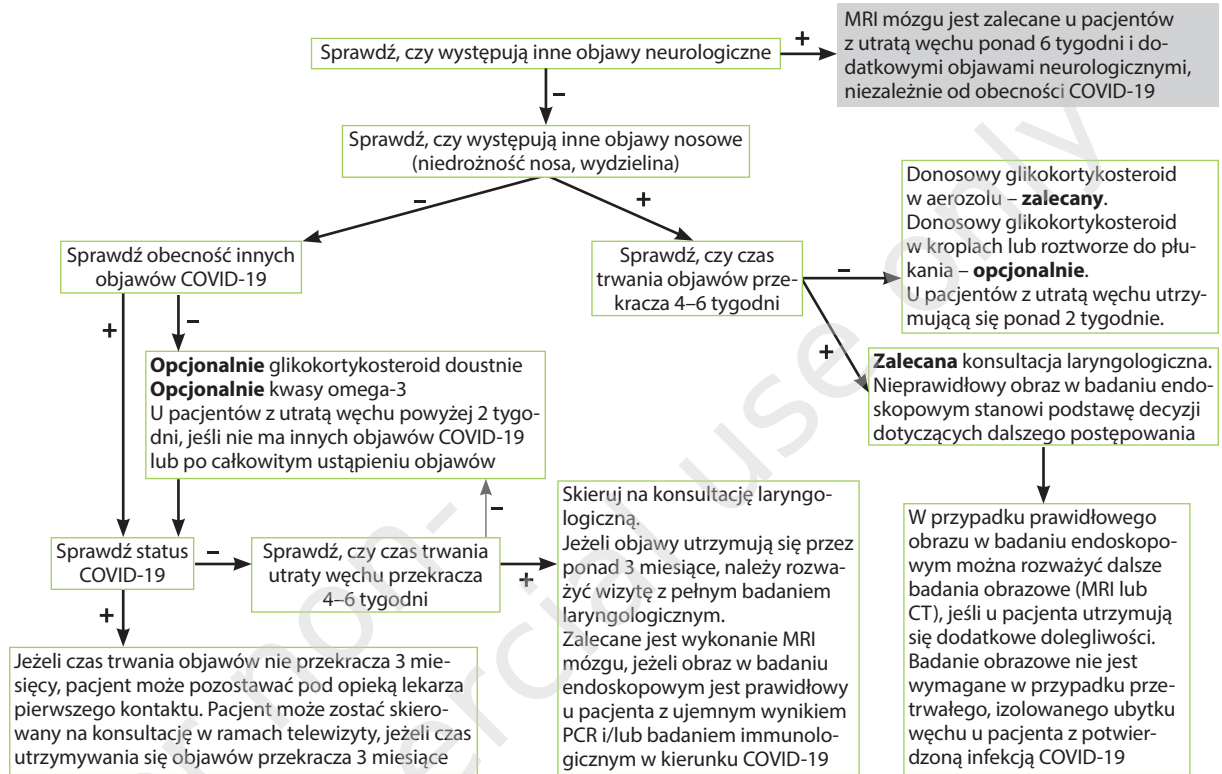 Sprawdź, czy występują inne objawy neurologiczne
+
MRI mózgu jest zalecane u pacjentów
z utratą węchu ponad 6 tygodni i do-
datkowymi objawami neurologicznymi,
niezależnie od obecności COVID-19
–
Sprawdź, czy występują inne objawy nosowe
(niedrożność nosa, wydzielina)
–
+
Sprawdź obecność innych
objawów COVID-19
Sprawdź, czy czas
trwania objawów prze-
kracza 4–6 tygodni
–
Donosowy glikokortykosteroid
w aerozolu – zalecany.
Donosowy glikokortykosteroid
w kroplach lub roztworze do płu-
kania – opcjonalnie.
U pacjentów z utratą węchu utrzy-
mującą się ponad 2 tygodnie.
+
–
+
Opcjonalnie glikokortykosteroid doustnie
Opcjonalnie kwasy omega-3
U pacjentów z utratą węchu powyżej 2 tygo-
dni, jeśli nie ma innych objawów COVID-19
lub po całkowitym ustąpieniu objawów
Zalecana konsultacja laryngologiczna.
Nieprawidłowy obraz w badaniu endo-
skopowym stanowi podstawę decyzji
dotyczących dalszego postępowania
–
Sprawdź status
COVID-19
–
Sprawdź, czy czas trwania
utraty węchu przekracza
4–6 tygodni
+
Skieruj na konsultację laryngo-
logiczną.
Jeżeli objawy utrzymują się przez
ponad 3 miesiące, należy rozwa-
żyć wizytę z pełnym badaniem
laryngologicznym.
Zalecane jest wykonanie MRI
mózgu, jeżeli obraz w badaniu
endoskopowym jest prawidłowy
u pacjenta z ujemnym wynikiem
PCR i/lub badaniem immunolo-
gicznym w kierunku COVID-19
W przypadku prawidłowego
obrazu w badaniu endoskopo-
wym można rozważyć dalsze
badania obrazowe (MRI lub
CT), jeśli u pacjenta utrzymują
się dodatkowe dolegliwości.
Badanie obrazowe nie jest
wymagane w przypadku prze-
trwałego, izolowanego ubytku
węchu u pacjenta z potwier-
dzoną infekcją COVID-19
+
Jeżeli czas trwania objawów nie przekracza 3 mie-
sięcy, pacjent może pozostawać pod opieką lekarza
pierwszego kontaktu. Pacjent może zostać skiero-
wany na konsultację w ramach telewizyty, jeżeli czas
utrzymywania się objawów przekracza 3 miesiące